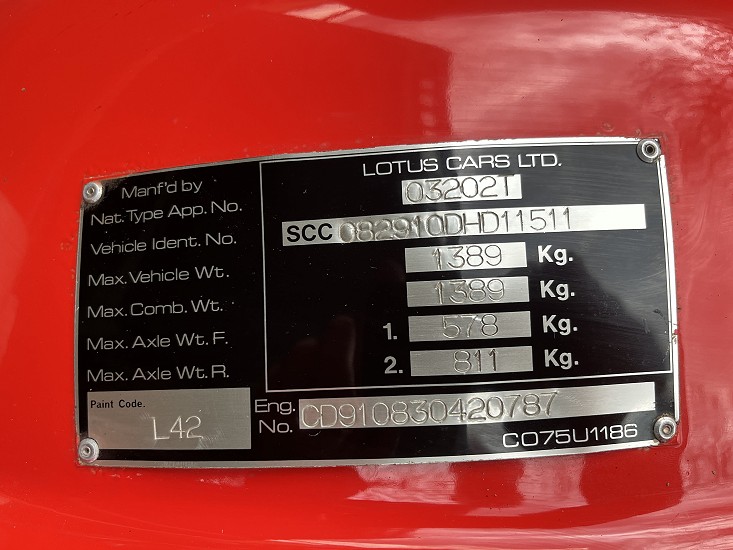 Manf'd by LOTUS CARS LTD.
Nat. Type App. No. 03202T
Vehicle Ident. No. SCC 082910DHD11511
Max. Vehicle Wt. 1389 Kg.
Max. Comb. Wt. 1389 Kg.
Max. Axle Wt. F. 1. 578 Kg.
Max. Axle Wt. R. 2. 811 Kg.
Paint Code. L42
Eng. No. CD910830420787
C075U1186